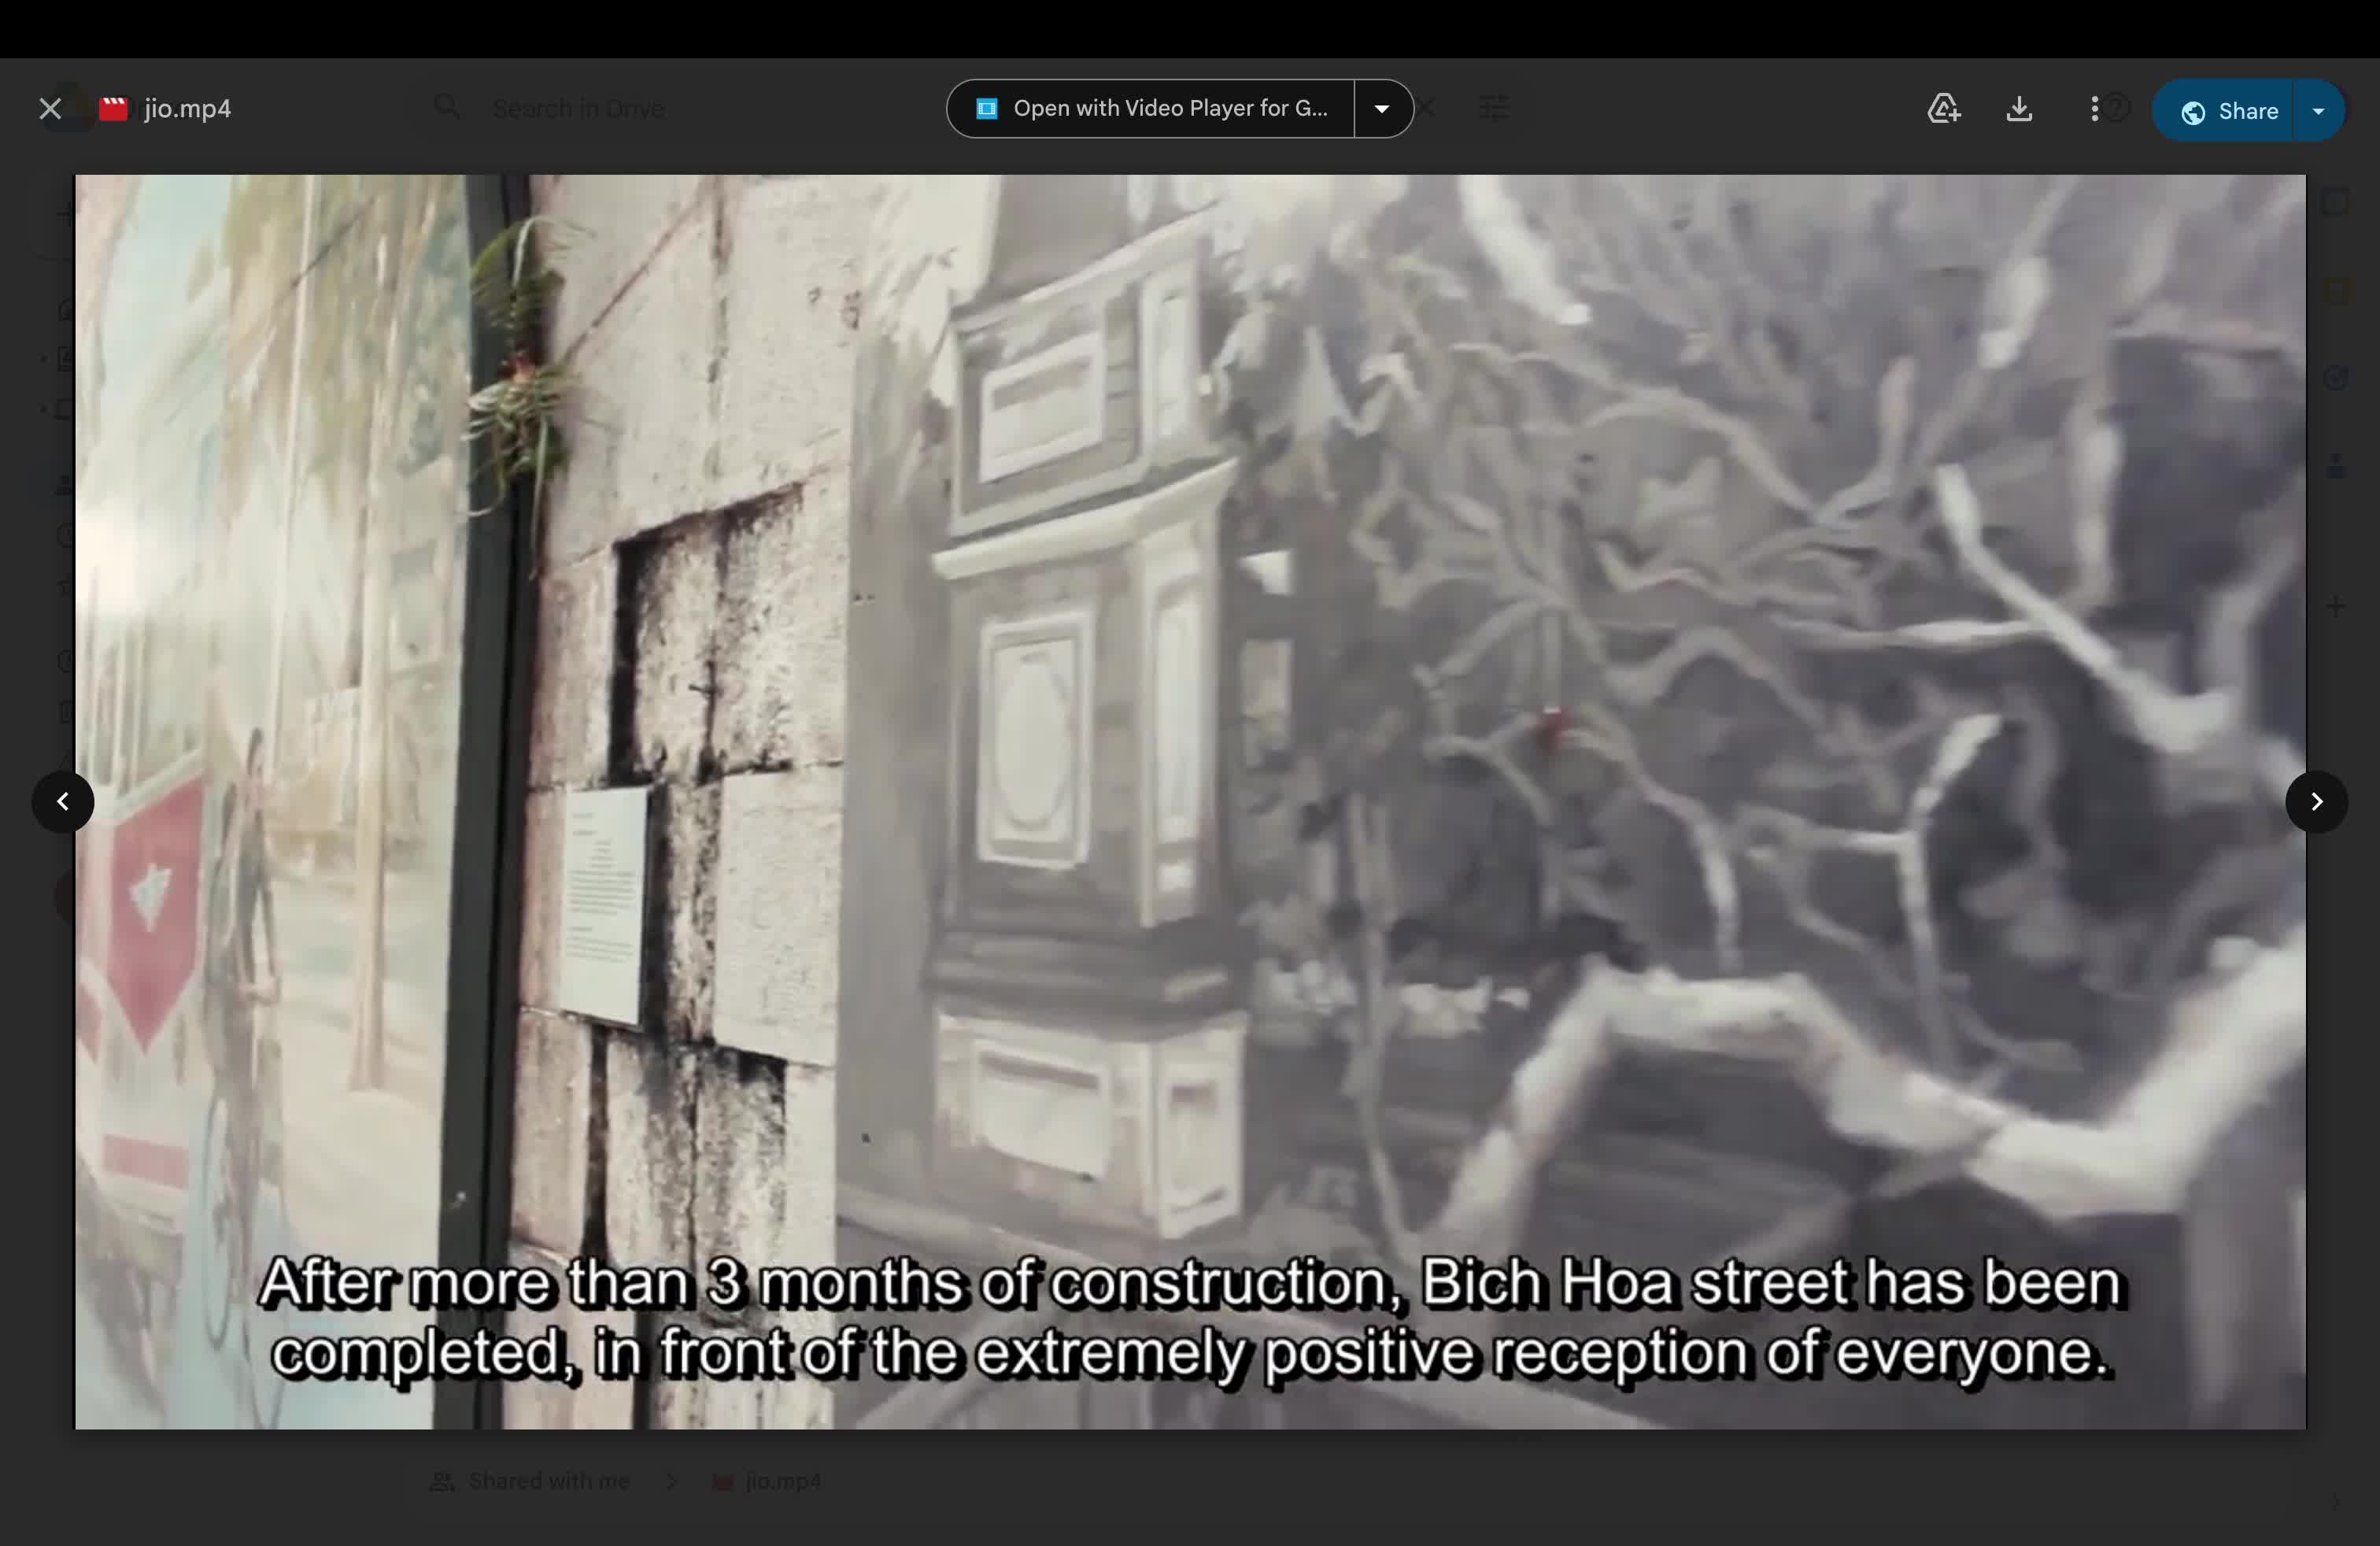 jio.mp4
Search in Drive
Open with Video Player for G...
Share
After more than 3 months of construction, Bich Hoa street has been
completed, in front of the extremely positive reception of everyone.
Shared with me
jio.mp4